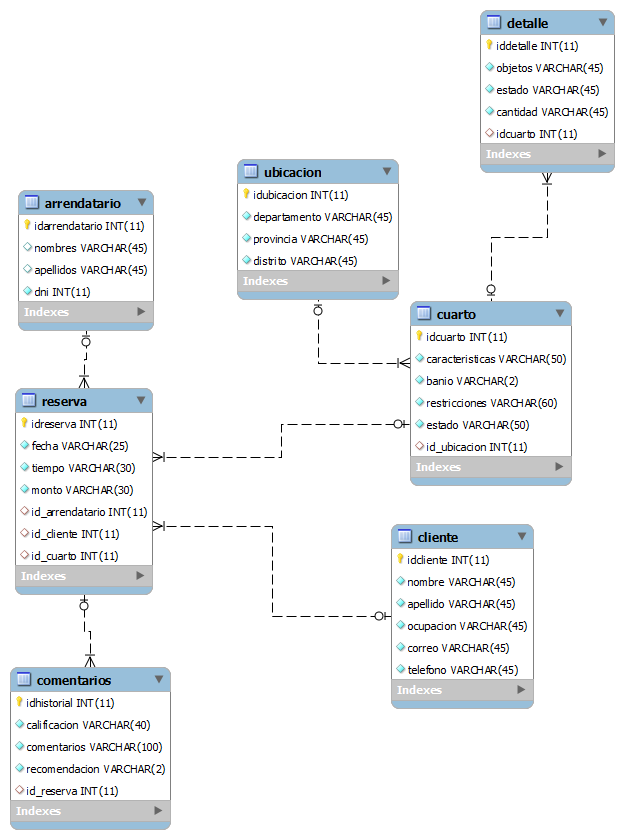 detalle
iddetalle INT(11)
objetos VARCHAR(45)
estado VARCHAR(45)
cantidad VARCHAR(45)
idcuarto INT(11)
Indexes
ubicacion
idubicacion INT(11)
departamento VARCHAR(45)
provincia VARCHAR(45)
distrito VARCHAR(45)
Indexes
arrendatario
idarrendatario INT(11)
nombres VARCHAR(45)
apellidos VARCHAR(45)
dni INT(11)
Indexes
cuarto
idcuarto INT(11)
caracteristicas VARCHAR(50)
banio VARCHAR(2)
restricciones VARCHAR(60)
estado VARCHAR(50)
id_ubicacion INT(11)
Indexes
reserva
idreserva INT(11)
fecha VARCHAR(25)
tiempo VARCHAR(30)
monto VARCHAR(30)
id_arrendatario INT(11)
id_cliente INT(11)
id_cuarto INT(11)
Indexes
cliente
idcliente INT(11)
nombre VARCHAR(45)
apellido VARCHAR(45)
ocupacion VARCHAR(45)
correo VARCHAR(45)
telefono VARCHAR(45)
Indexes
comentarios
idhistorial INT(11)
calificacion VARCHAR(40)
comentarios VARCHAR(100)
recomendacion VARCHAR(2)
id_reserva INT(11)
Indexes